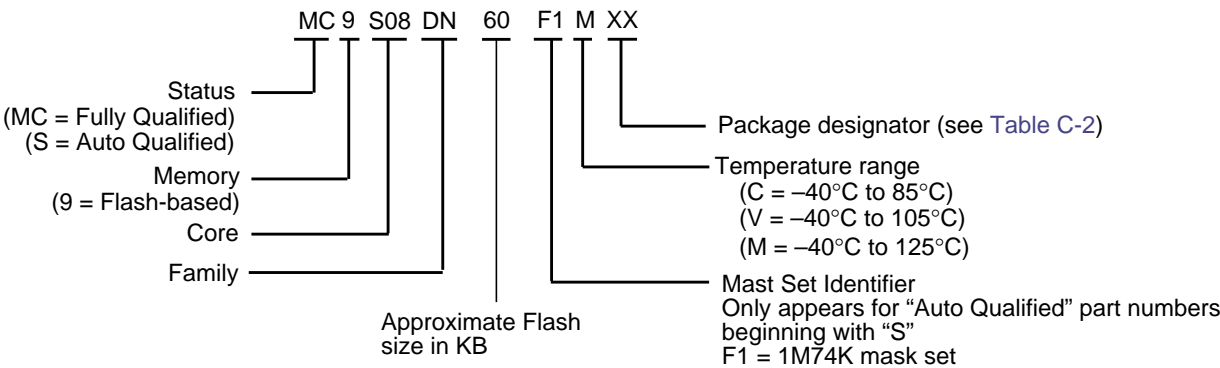 MC 9 S08 DN 60 F1 M XX
Status
(MC = Fully Qualified)
(S = Auto Qualified)
Memory
(9 = Flash-based)
Core
Family
Approximate Flash
size in KB
Package designator (see Table C-2)
Temperature range
(C = –40°C to 85°C)
(V = –40°C to 105°C)
(M = –40°C to 125°C)
Mast Set Identifier
Only appears for “Auto Qualified” part numbers
beginning with “S”
F1 = 1M74K mask set